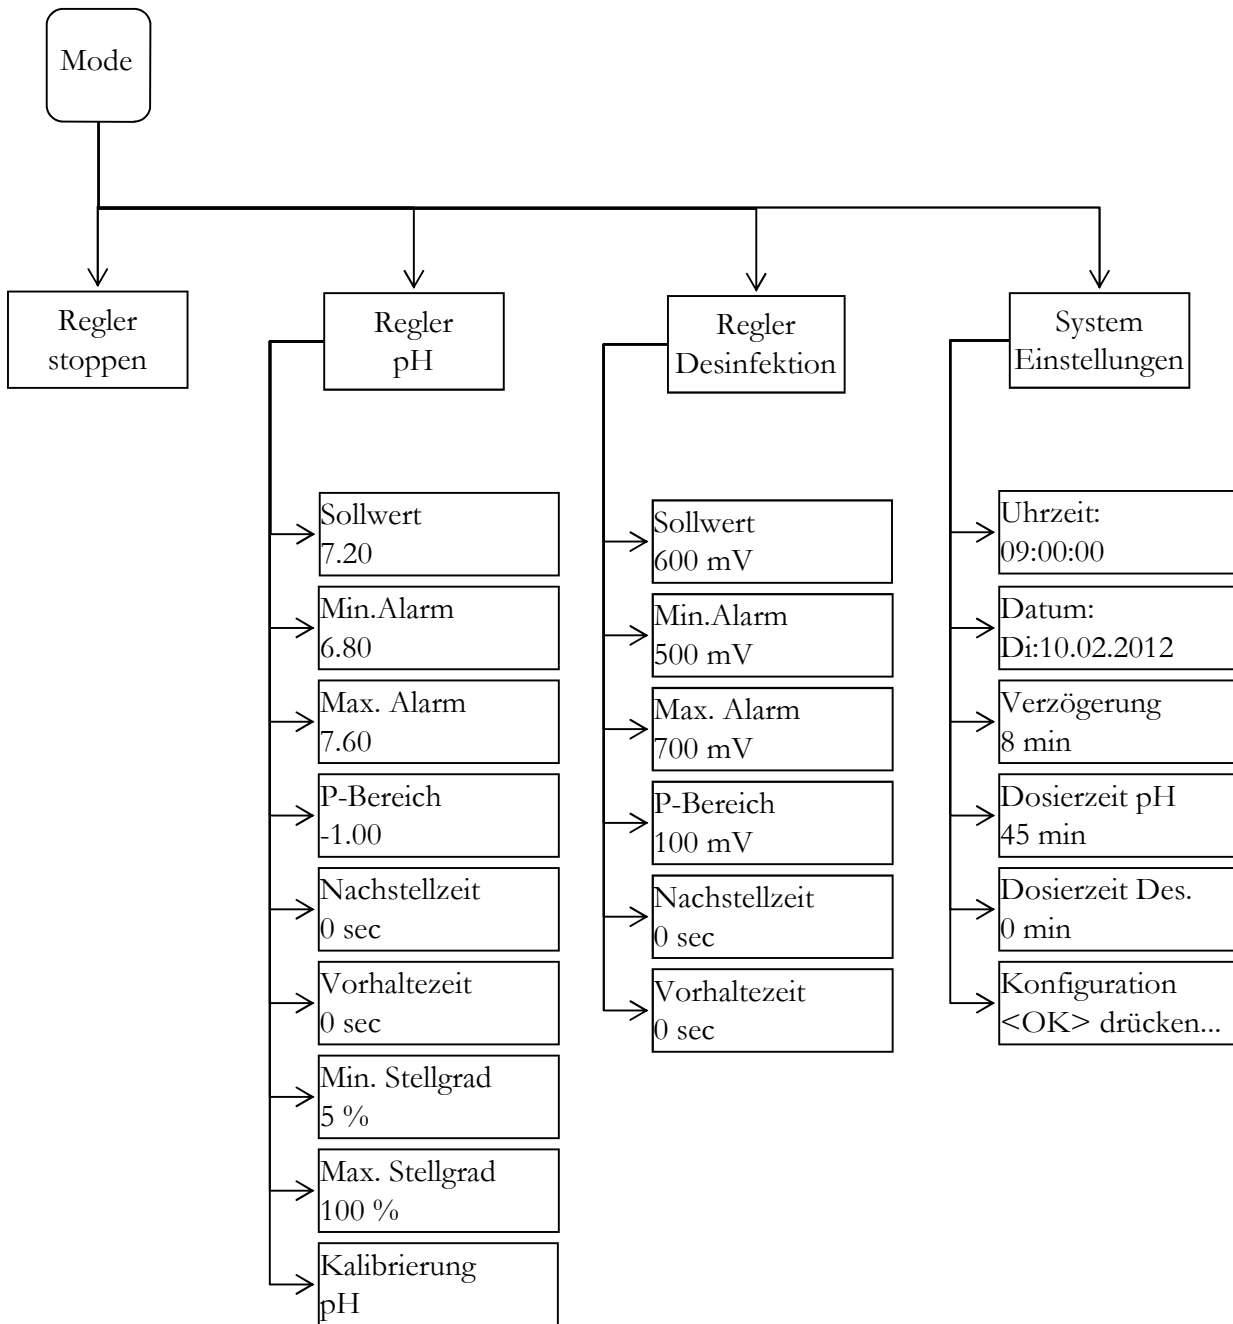 Mode
Regler
stoppen
Regler
pH
Regler
Desinfektion
System
Einstellungen
Sollwert
7.20
Min.Alarm
6.80
Max. Alarm
7.60
P-Bereich
-1.00
Nachstellzeit
0 sec
Vorhaltezeit
0 sec
Min. Stellgrad
5 %
Max. Stellgrad
100 %
Kalibrierung
pH
Sollwert
600 mV
Min.Alarm
500 mV
Max. Alarm
700 mV
P-Bereich
100 mV
Nachstellzeit
0 sec
Vorhaltezeit
0 sec
Uhrzeit:
09:00:00
Datum:
Di:10.02.2012
Verzögerung
8 min
Dosierzeit pH
45 min
Dosierzeit Des.
0 min
Konfiguration
<OK> drücken...